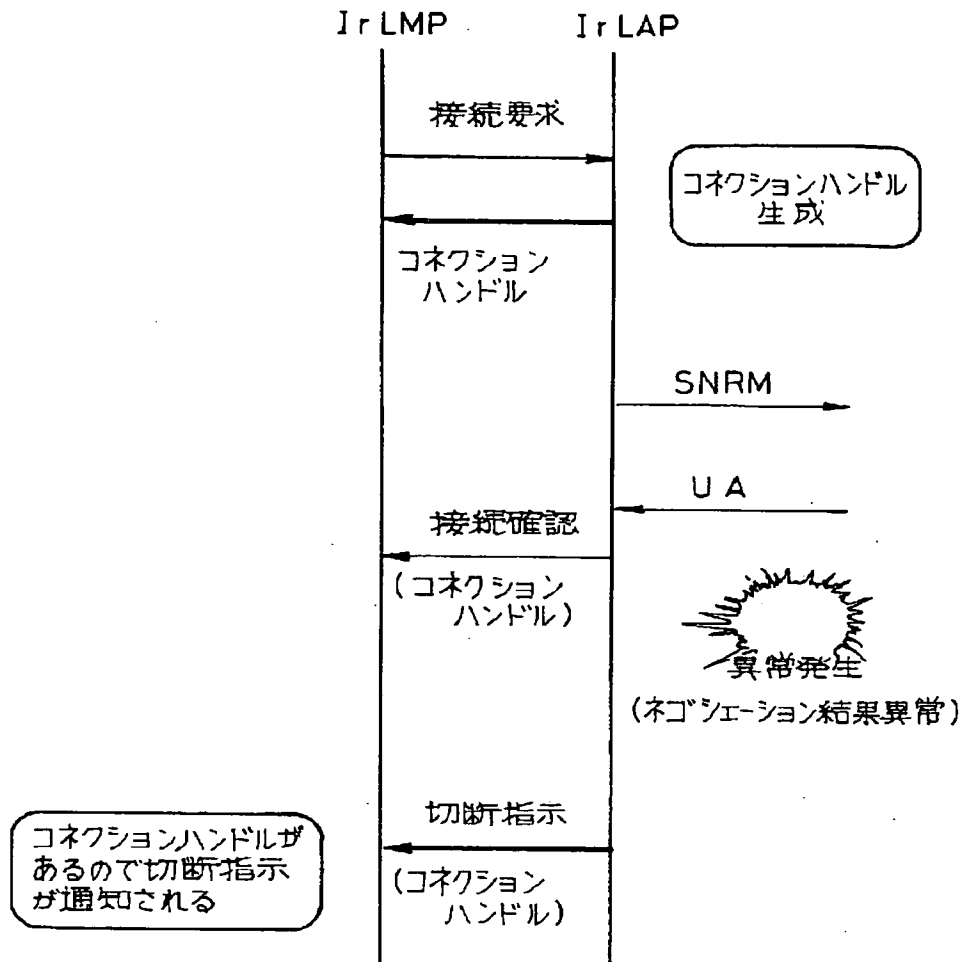 IrLMP
IrLAP
接続要求
コネクションハンドル
生成
コネクション
ハンドル
SNRM
UA
接続確認
(コネクション
ハンドル)
異常発生
(ネゴシエーション結果異常)
切断指示
コネクションハンドルが
あるので切断指示
が通知される
(コネクション
ハンドル)